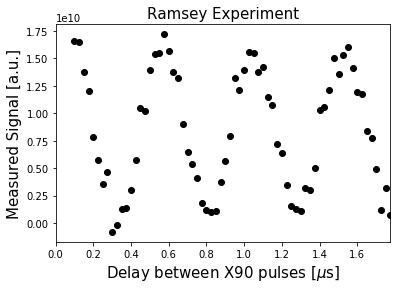 Ramsey Experiment
1e10
1.75
1.50
1.25
1.00
0.75
0.50
0.25
0.00
Measured Signal [a.u.]
0.0 0.2 0.4 0.6 0.8 1.0 1.2 1.4 1.6
Delay between X90 pulses [μs]